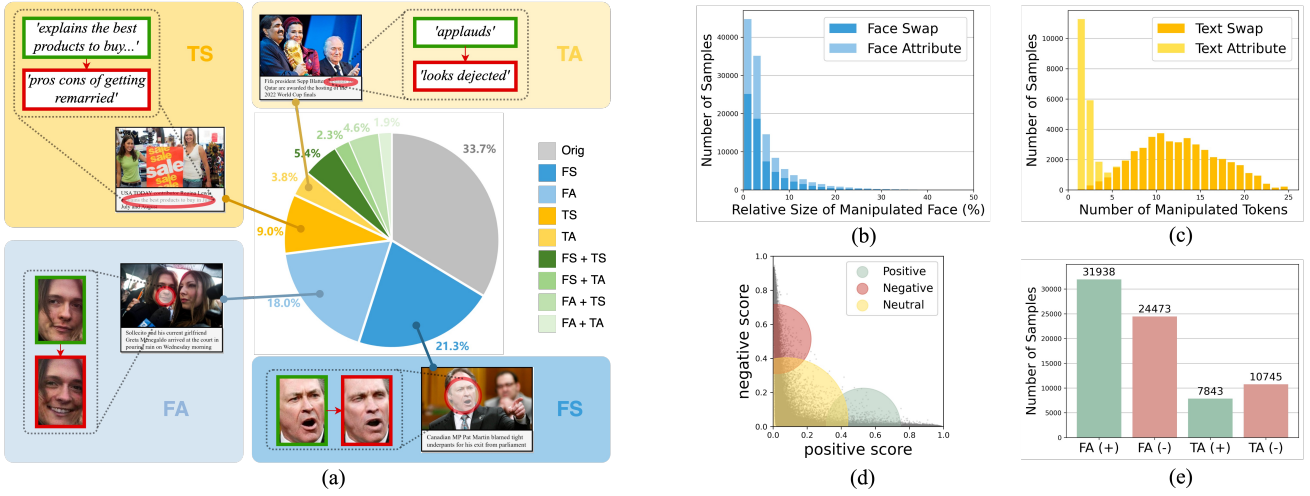 'explains the best
products to buy...'
'pros cons of getting
remarried'
TS
USA TODAY
the best products to buy in
July and August
'applauds'
'looks dejected'
TA
Fifa president Sepp Blatter
Qatar are awarded the hosting of the
2022 World Cup finals
33.7%
21.3%
18.0%
9.0%
3.8%
5.4%
2.3%
4.6%
1.9%
Orig
FS
FA
TS
TA
FS + TS
FS + TA
FA + TS
FA + TA
Sollecito and his current girlfriend
Greta Menegaldo arrived at the court in
pouring rain on Wednesday morning
FA
Canadian MP Pat Martin blamed tight
underpants for his exit from parliament
FS
(a)
Number of Samples
40000
30000
20000
10000
0
0
10
20
30
40
50
Relative Size of Manipulated Face (%)
Face Swap
Face Attribute
(b)
Number of Samples
10000
8000
6000
4000
2000
0
0
5
10
15
20
25
Number of Manipulated Tokens
Text Swap
Text Attribute
(c)
negative score
1.0
0.8
0.6
0.4
0.2
0.0
0.0
0.2
0.4
0.6
0.8
1.0
positive score
Positive
Negative
Neutral
(d)
Number of Samples
30000
25000
20000
15000
10000
5000
0
31938
24473
7843
10745
FA (+)
FA (-)
TA (+)
TA (-)
(e)